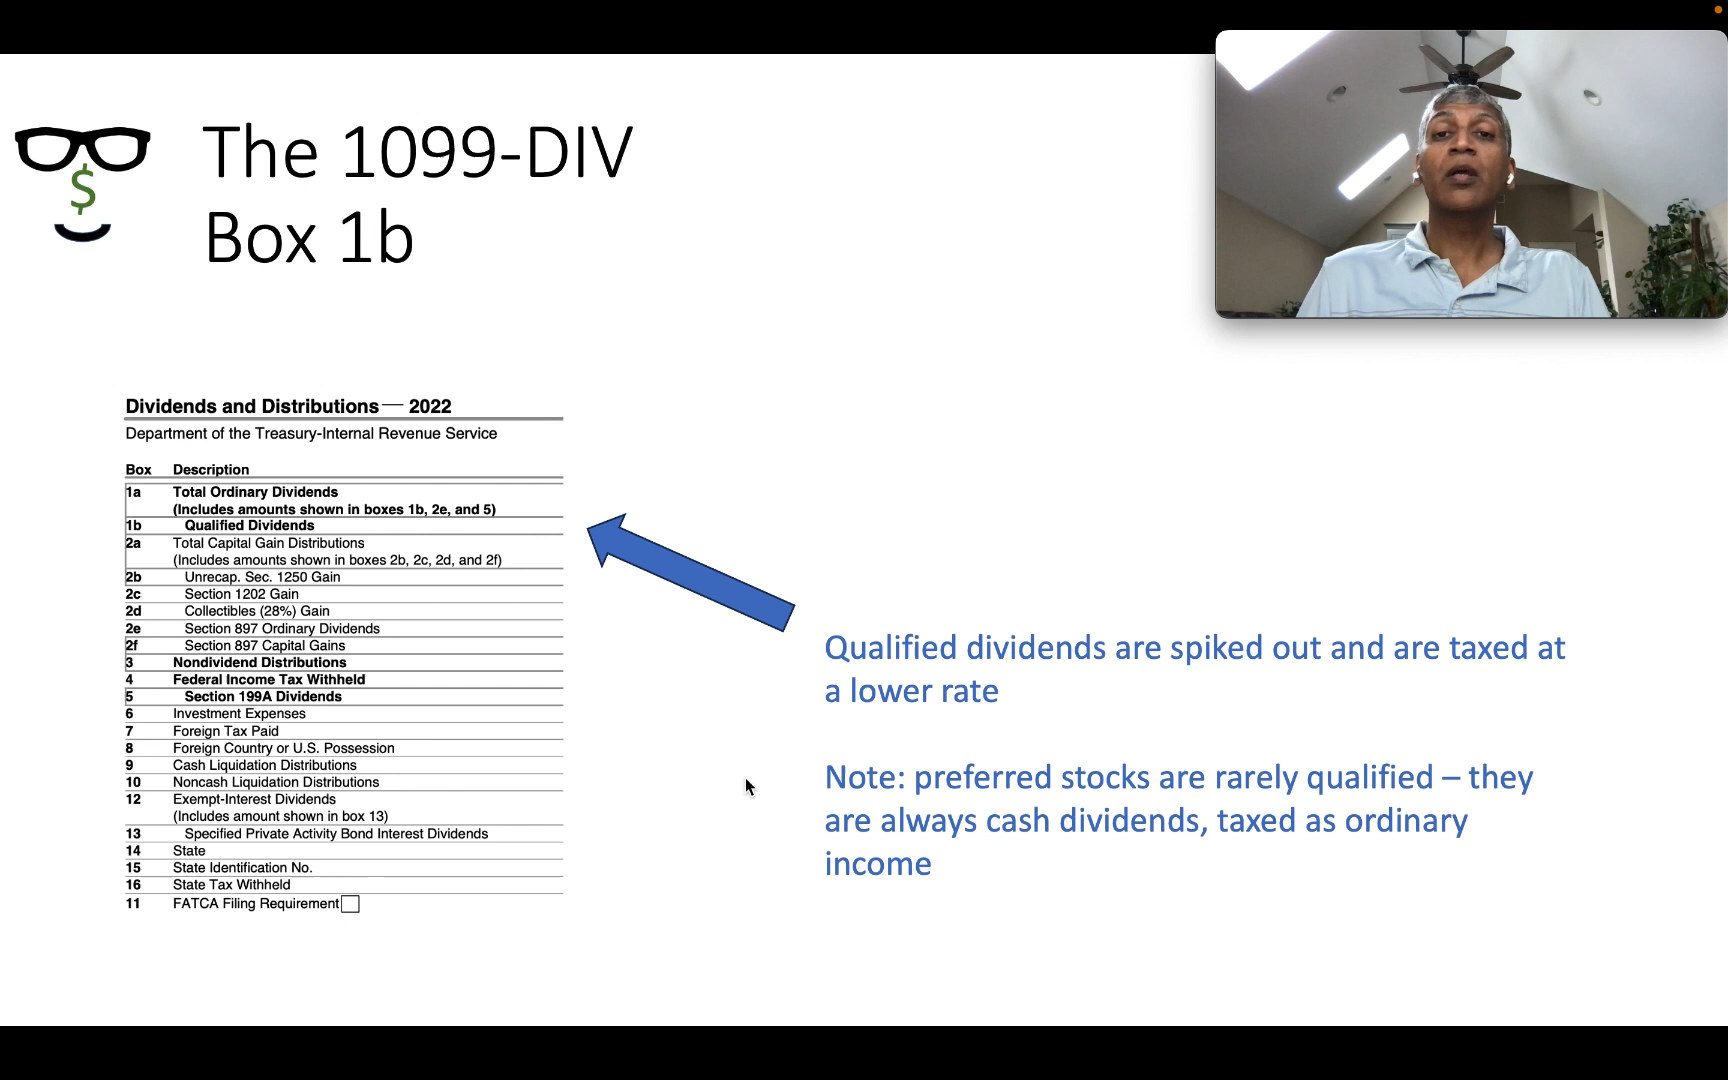 The 1099-DIV
Box 1b
$
Dividends and Distributions — 2022
Department of the Treasury-Internal Revenue Service
Box Description
1a Total Ordinary Dividends
(Includes amounts shown in boxes 1b, 2e, and 5)
1b Qualified Dividends
2a Total Capital Gain Distributions
(Includes amounts shown in boxes 2b, 2c, 2d, and 2f)
2b Unrecap. Sec. 1250 Gain
2c Section 1202 Gain
2d Collectibles (28%) Gain
2e Section 897 Ordinary Dividends
2f Section 897 Capital Gains
3 Nondividend Distributions
4 Federal Income Tax Withheld
5 Section 199A Dividends
6 Investment Expenses
7 Foreign Tax Paid
8 Foreign Country or U.S. Possession
9 Cash Liquidation Distributions
10 Noncash Liquidation Distributions
12 Exempt-Interest Dividends
(Includes amount shown in box 13)
13 Specified Private Activity Bond Interest Dividends
14 State
15 State Identification No.
16 State Tax Withheld
11 FATCA Filing Requirement
Qualified dividends are spiked out and are taxed at
a lower rate
Note: preferred stocks are rarely qualified – they
are always cash dividends, taxed as ordinary
income